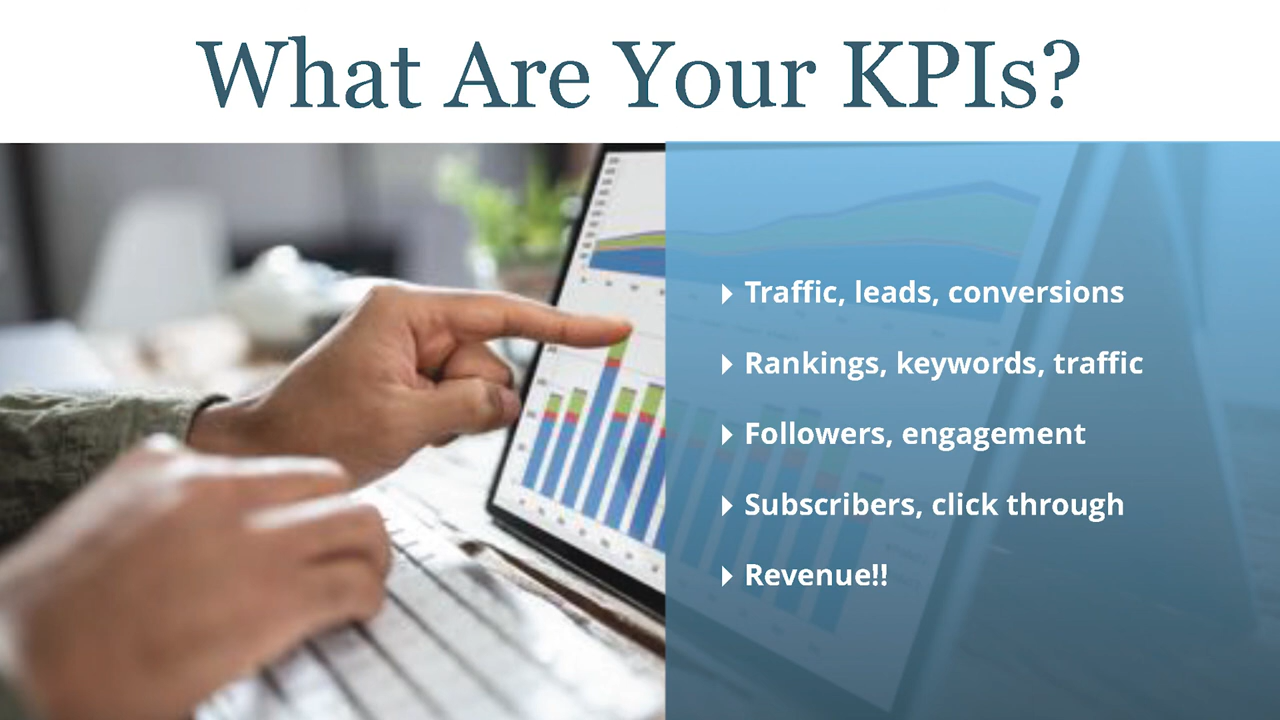 What Are Your KPIs?
Traffic, leads, conversions
Rankings, keywords, traffic
Followers, engagement
Subscribers, click through
Revenue!!